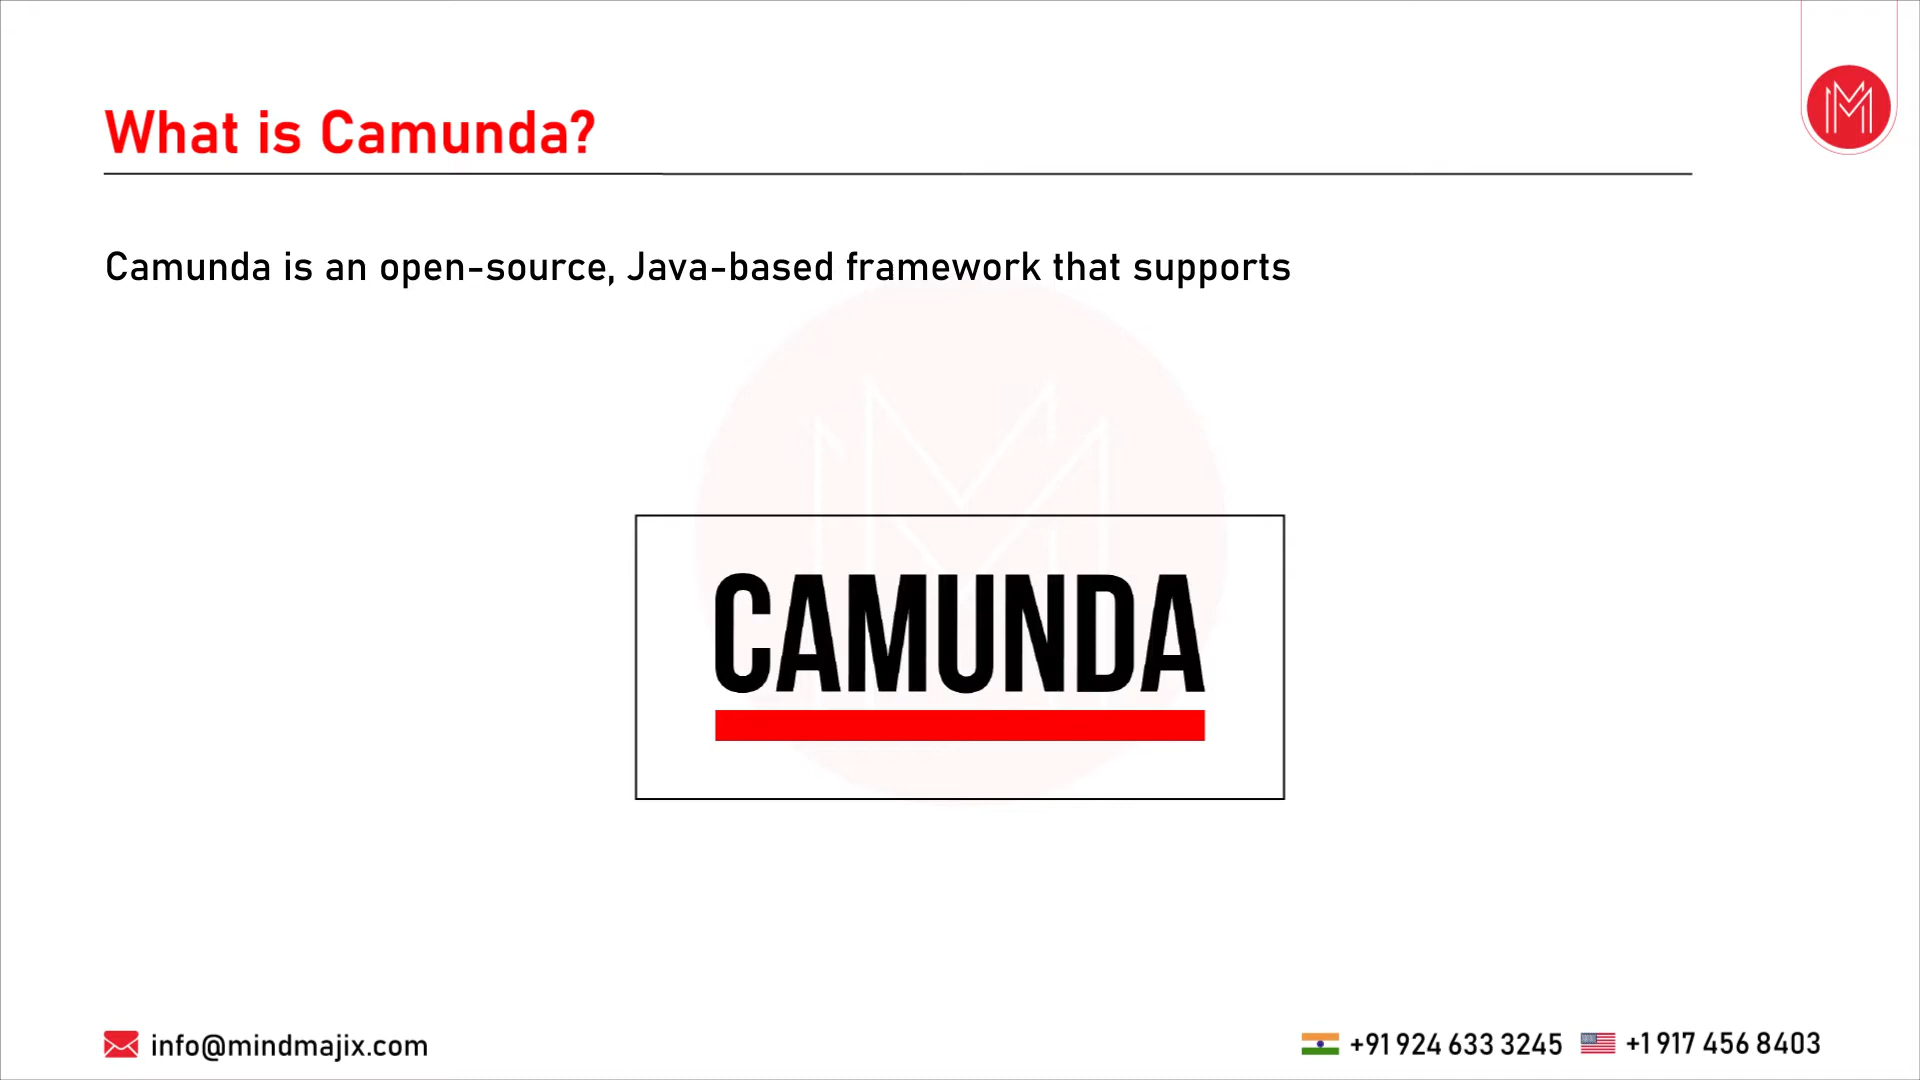 What is Camunda?
Camunda is an open-source, Java-based framework that supports
CAMUNDA
info@mindmajix.com
+91 924 633 3245
+1 917 456 8403